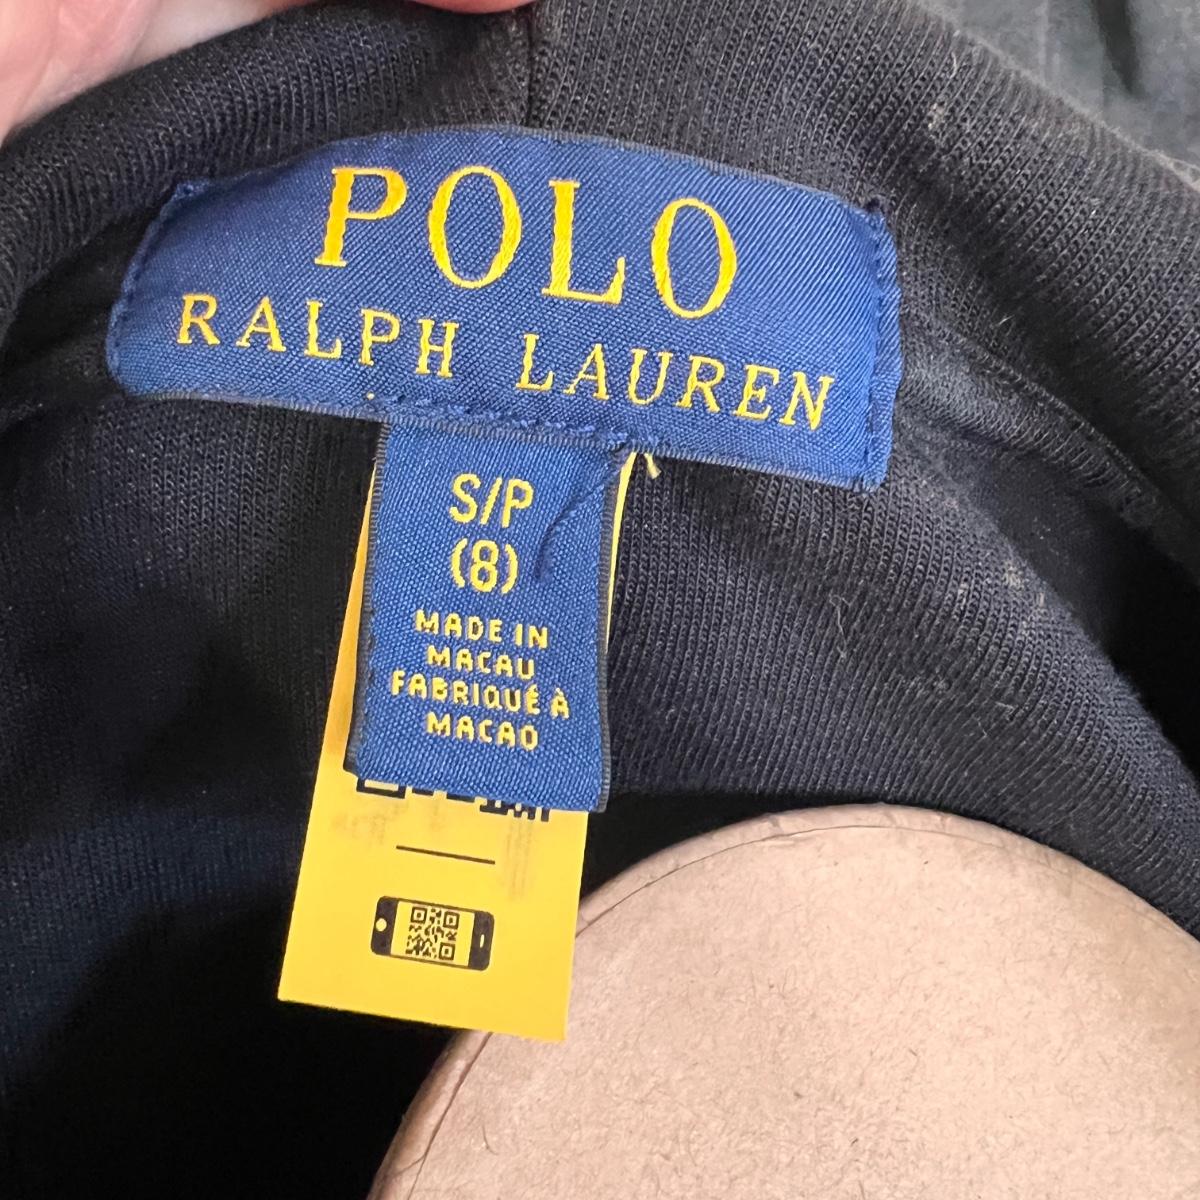 POLO
RALPH LAUREN
S/P
(8)
MADE IN
MACAU
FABRIQUÉ À
MACAO